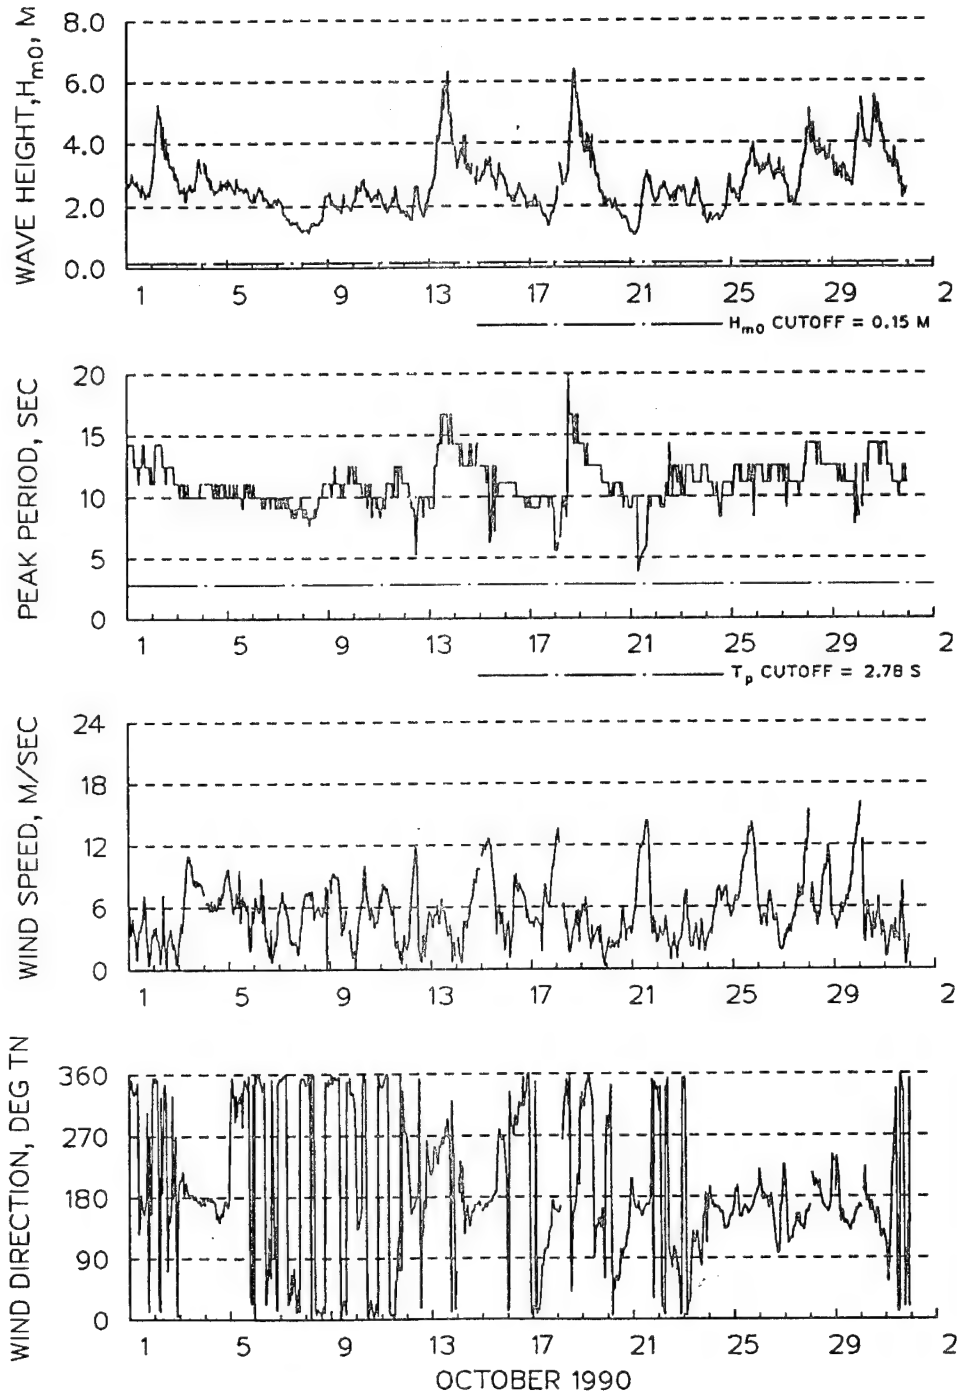 WAVE HEIGHT, Hm0, M
8.0
6.0
4.0
2.0
0.0
1 5 9 13 17 21 25 29 2
Hm0 CUTOFF = 0.15 M
PEAK PERIOD, SEC
20
15
10
5
0
1 5 9 13 17 21 25 29 2
Tp CUTOFF = 2.78 S
WIND SPEED, M/SEC
24
18
12
6
0
1 5 9 13 17 21 25 29 2
WIND DIRECTION, DEG TN
360
270
180
90
0
1 5 9 13 17 21 25 29 2
OCTOBER 1990